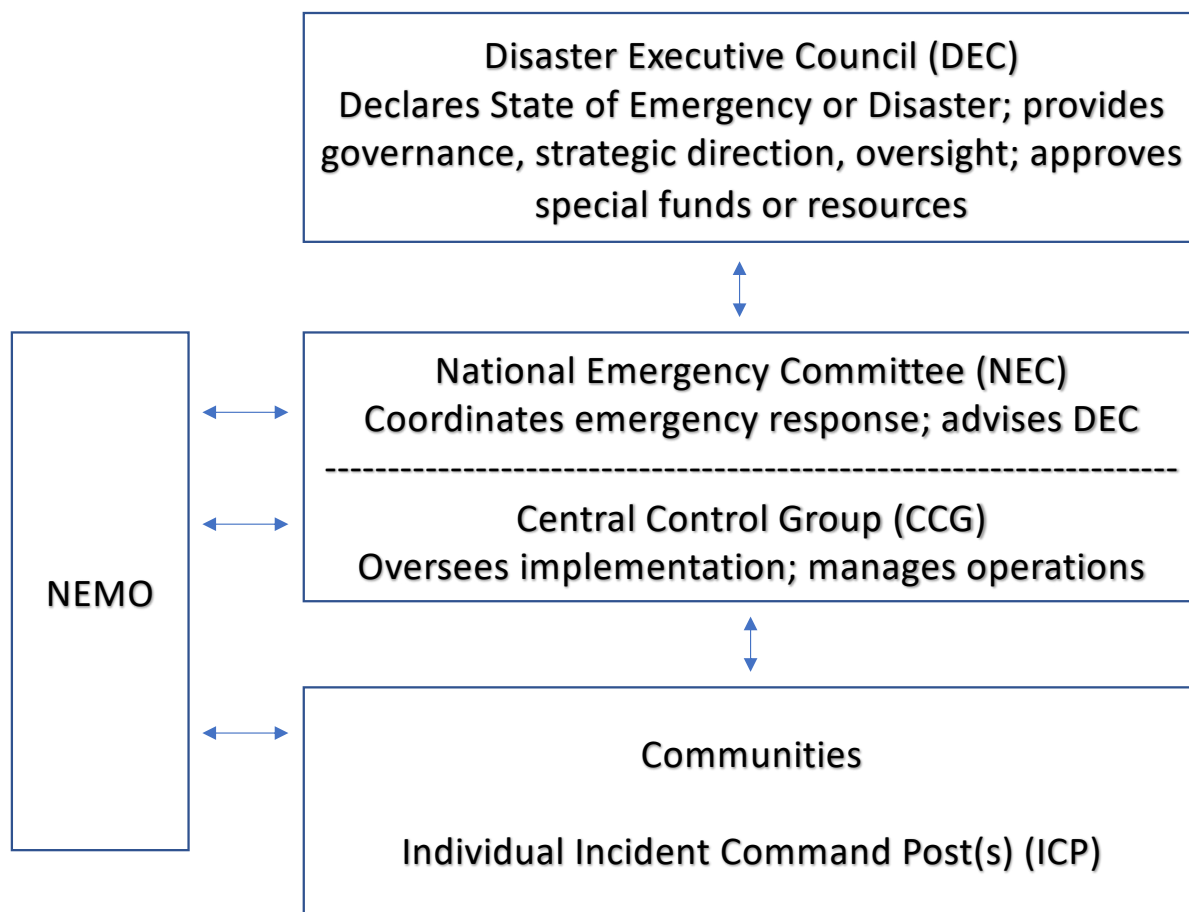 Disaster Executive Council (DEC)
Declares State of Emergency or Disaster; provides
governance, strategic direction, oversight; approves
special funds or resources
National Emergency Committee (NEC)
Coordinates emergency response; advises DEC
--------------------------------------------------------------------
Central Control Group (CCG)
Oversees implementation; manages operations
NEMO
Communities
Individual Incident Command Post(s) (ICP)